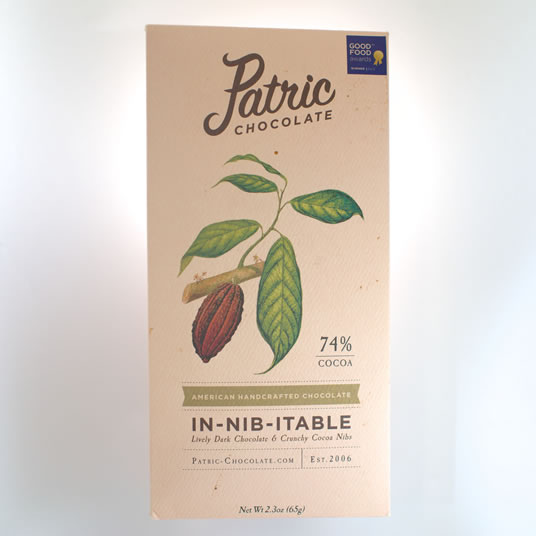 GOOD
FOOD
awards
Patric
CHOCOLATE
74%
COCOA
AMERICAN HANDCRAFTED CHOCOLATE
IN-NIB-ITABLE
Lively Dark Chocolate & Crunchy Cocoa Nibs
PATRIC-CHOCOLATE.COM EST. 2006
Net Wt 2.3oz (65g)